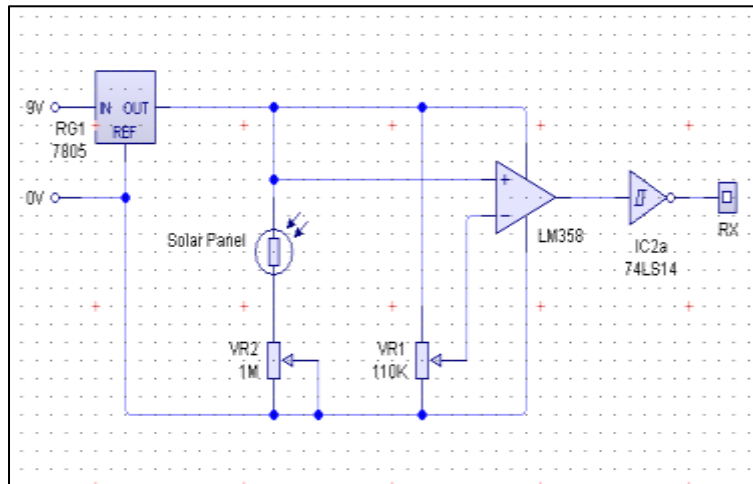 9V
IN OUT
REF
RG1
7805
0V
Solar Panel
+
−
LM358
IC2a
74LS14
RX
VR2
1M
VR1
110K